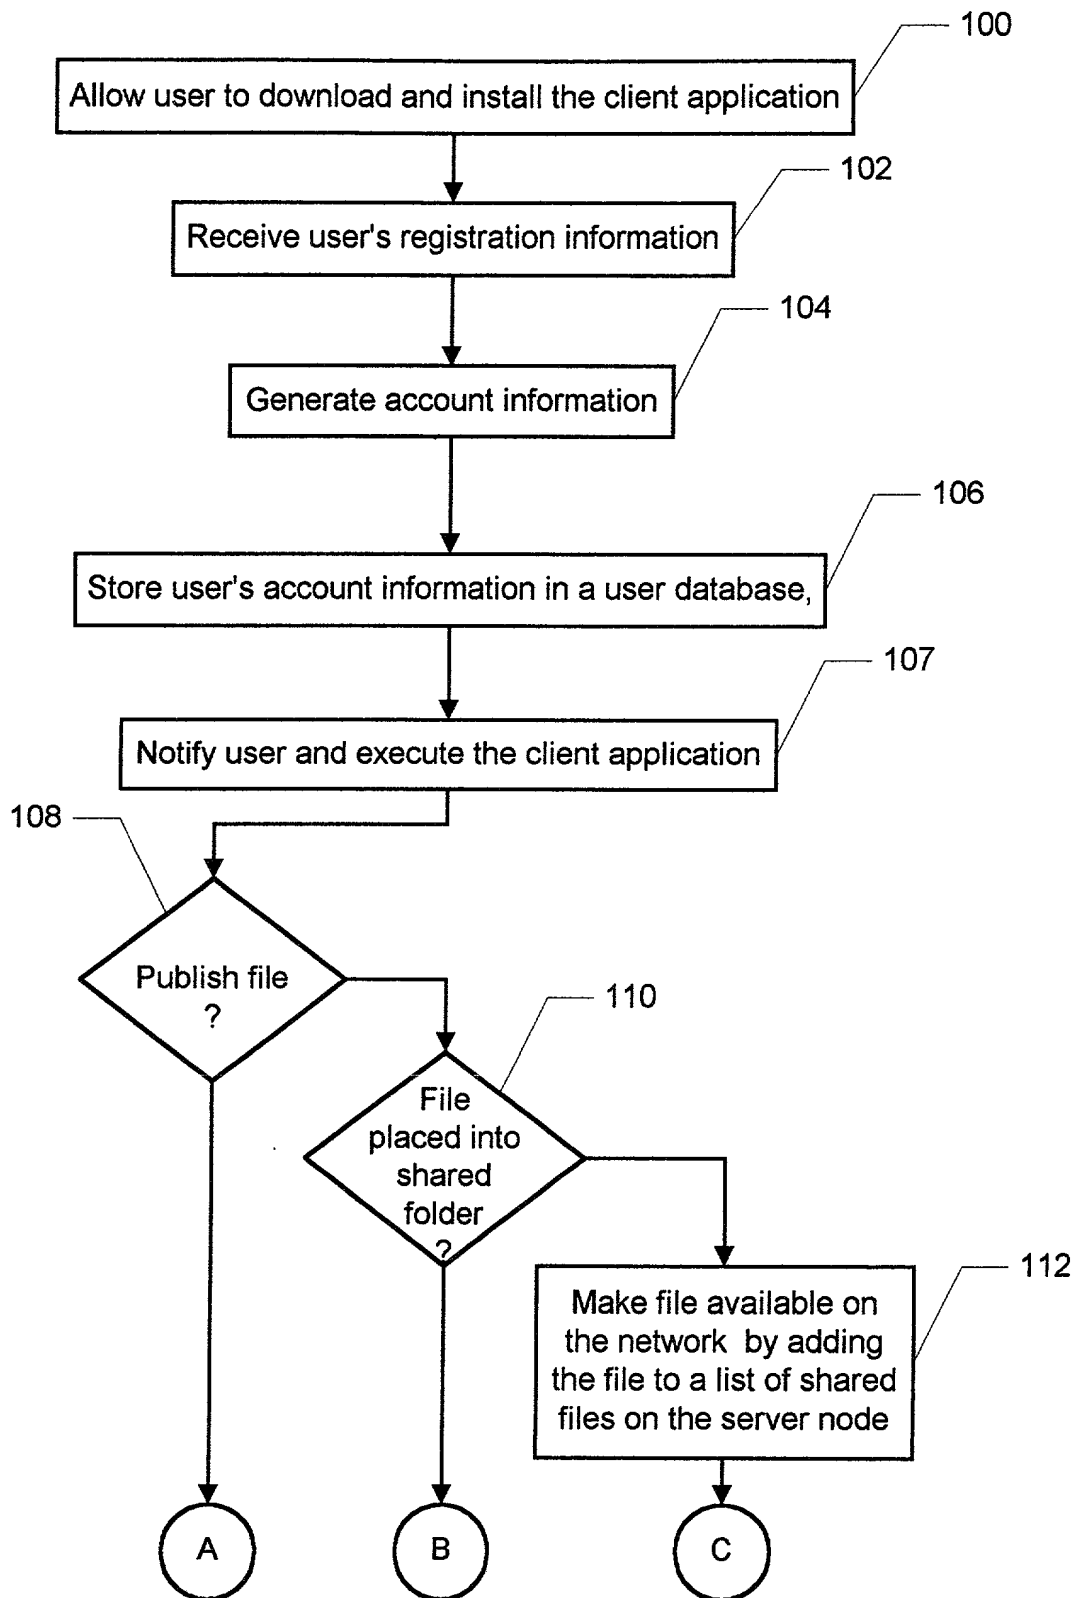 100
Allow user to download and install the client application
102
Receive user's registration information
104
Generate account information
106
Store user's account information in a user database,
107
Notify user and execute the client application
108
Publish file
?
110
File
placed into
shared
folder
?
112
Make file available on
the network by adding
the file to a list of shared
files on the server node
A
B
C